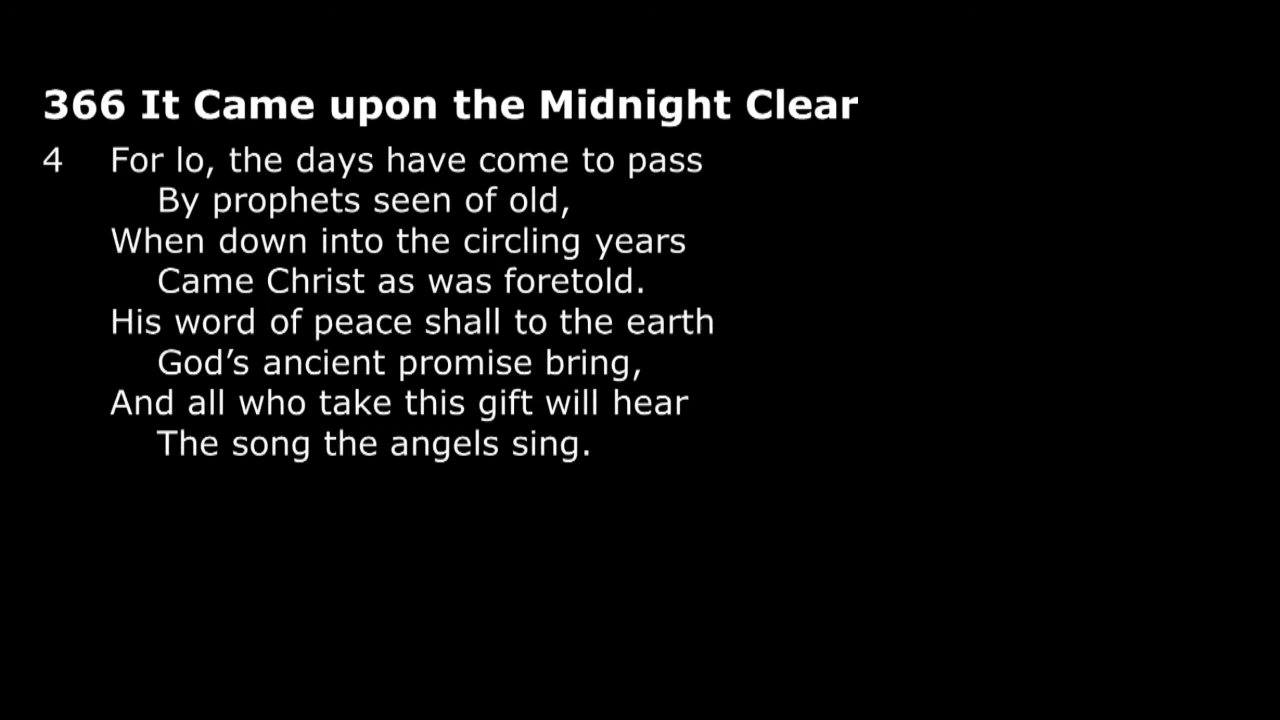 366 It Came upon the Midnight Clear
4 For lo, the days have come to pass
By prophets seen of old,
When down into the circling years
Came Christ as was foretold.
His word of peace shall to the earth
God’s ancient promise bring,
And all who take this gift will hear
The song the angels sing.